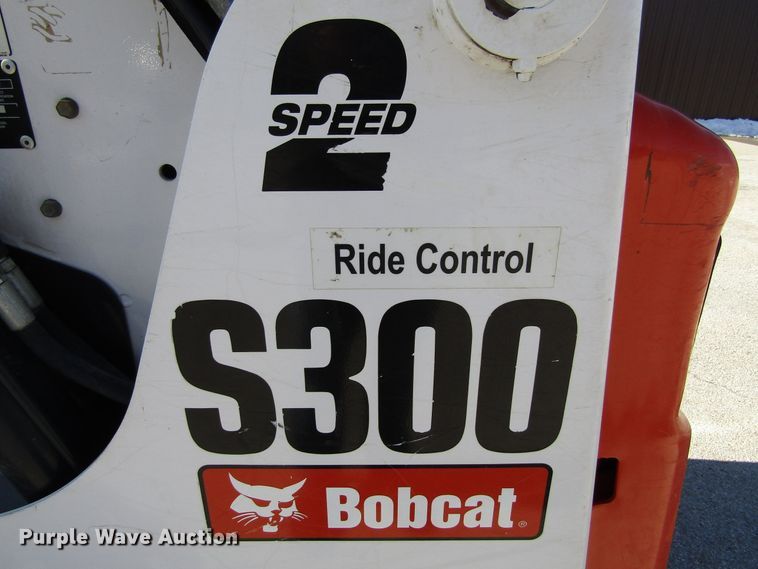 2
SPEED
Ride Control
S300
Bobcat®
Purple Wave Auction